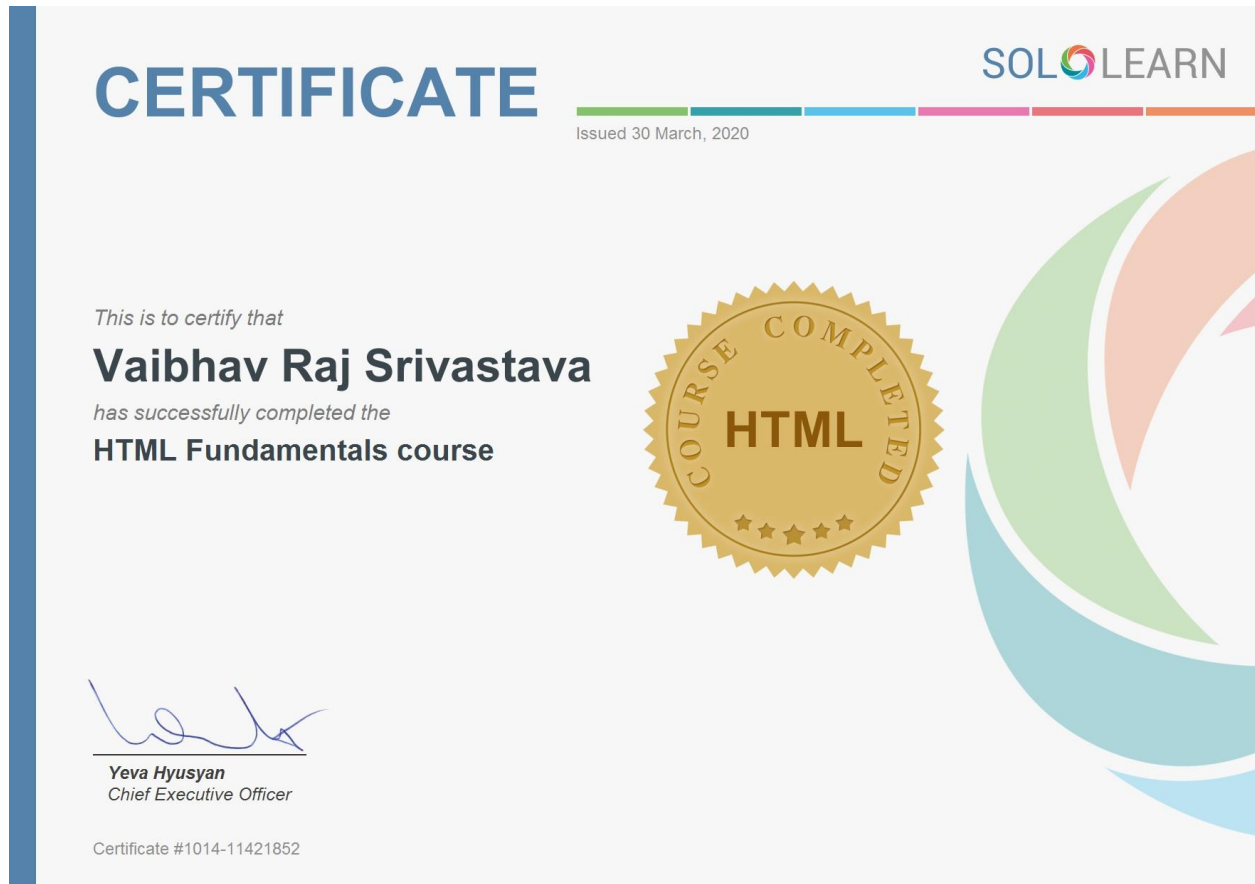 CERTIFICATE
SOLOLEARN
Issued 30 March, 2020
This is to certify that
Vaibhav Raj Srivastava
has successfully completed the
HTML Fundamentals course
COURSE COMPLETED
HTML
Yeva Hyusyan
Chief Executive Officer
Certificate #1014-11421852